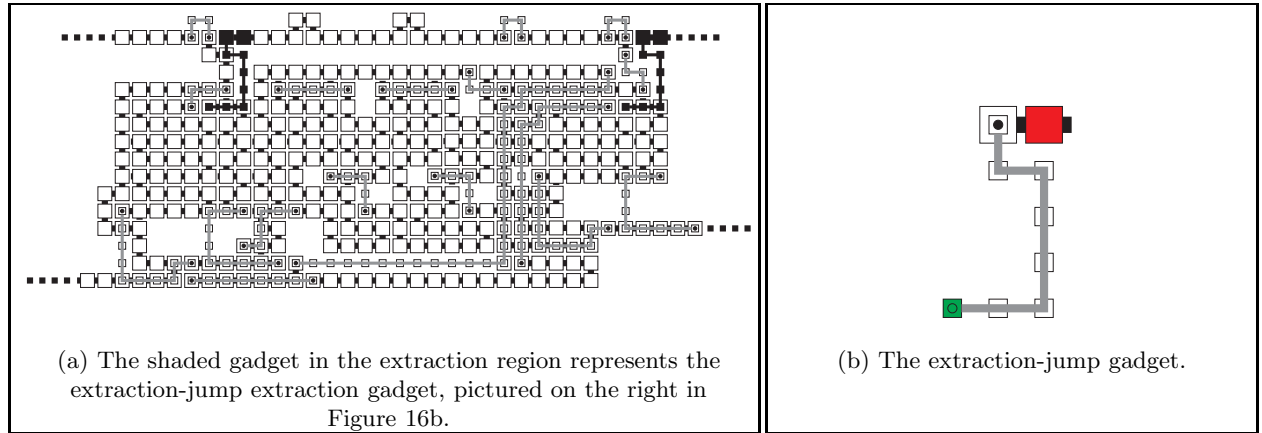 (a) The shaded gadget in the extraction region represents the
extraction-jump extraction gadget, pictured on the right in
Figure 16b.
(b) The extraction-jump gadget.